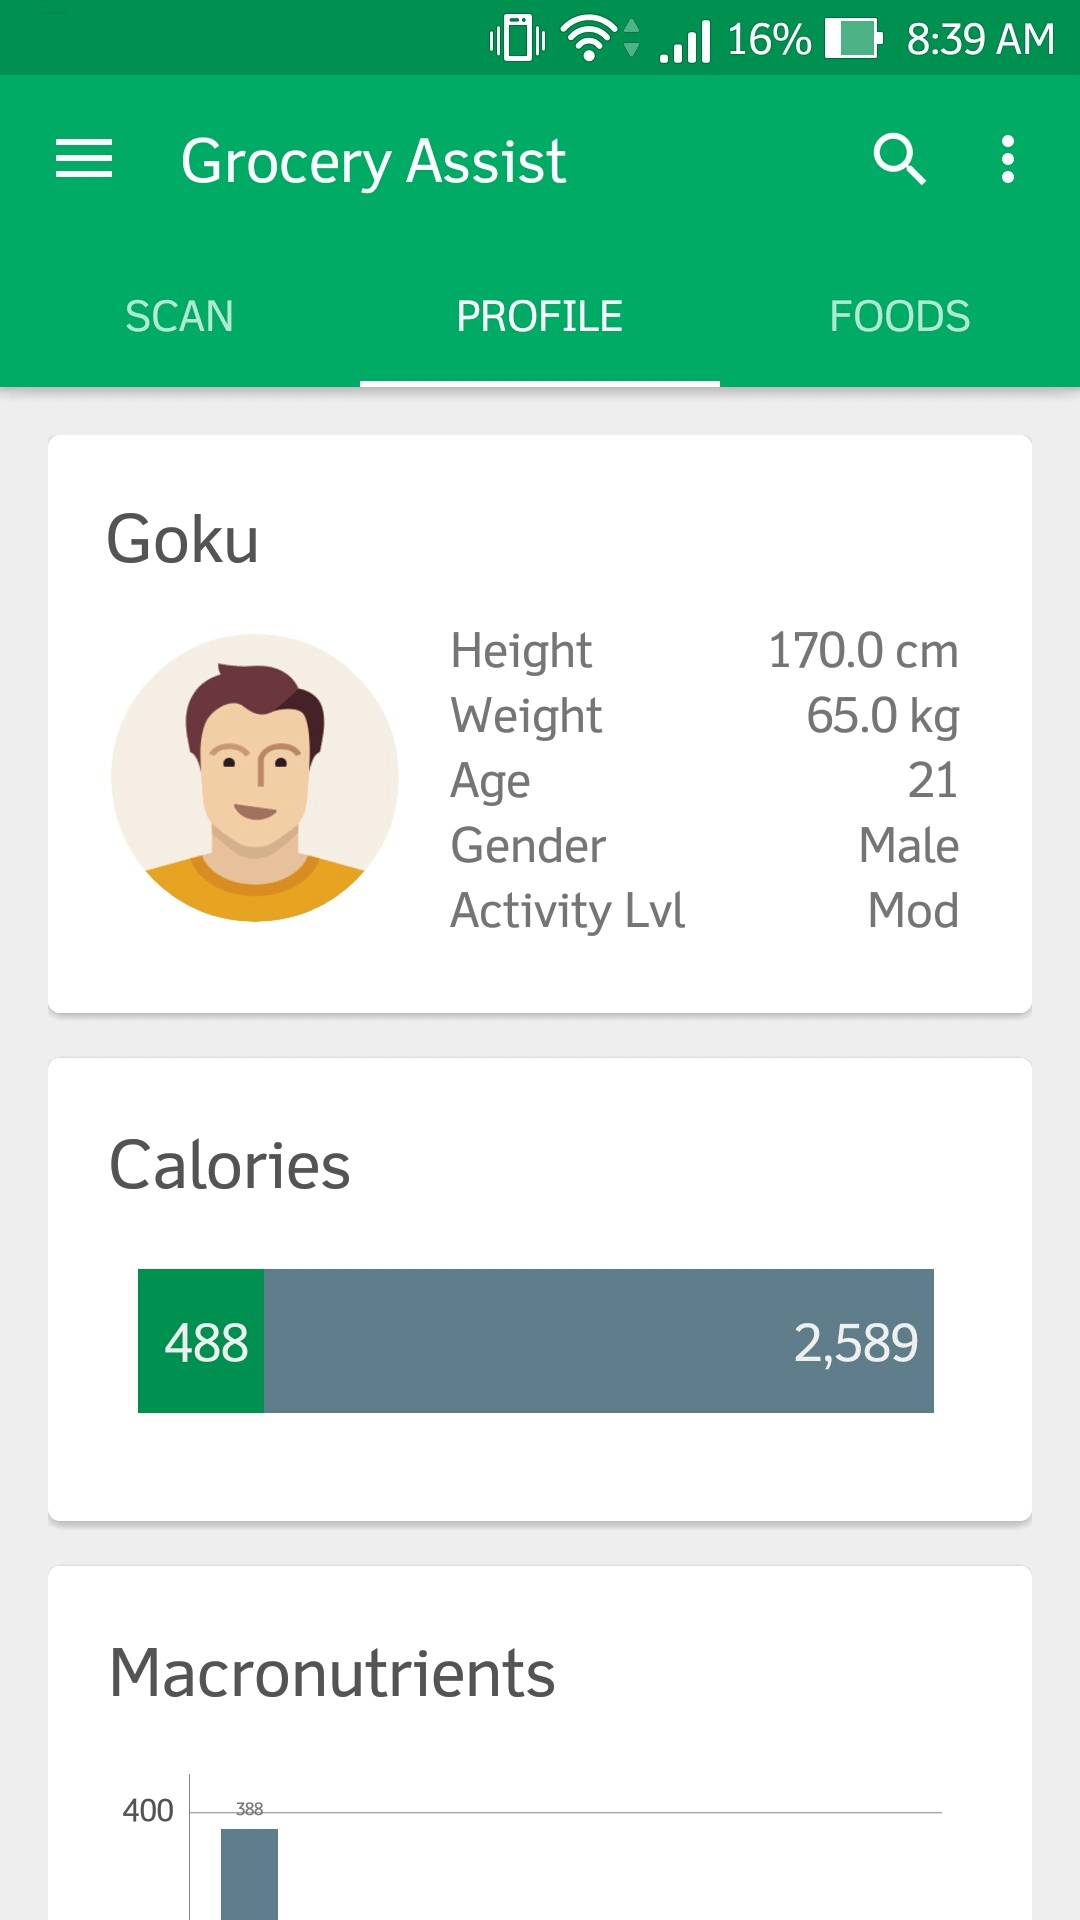 16% 8:39 AM
Grocery Assist
SCAN PROFILE FOODS
Goku
Height 170.0 cm
Weight 65.0 kg
Age 21
Gender Male
Activity Lvl Mod
Calories
488 2,589
Macronutrients
400 388